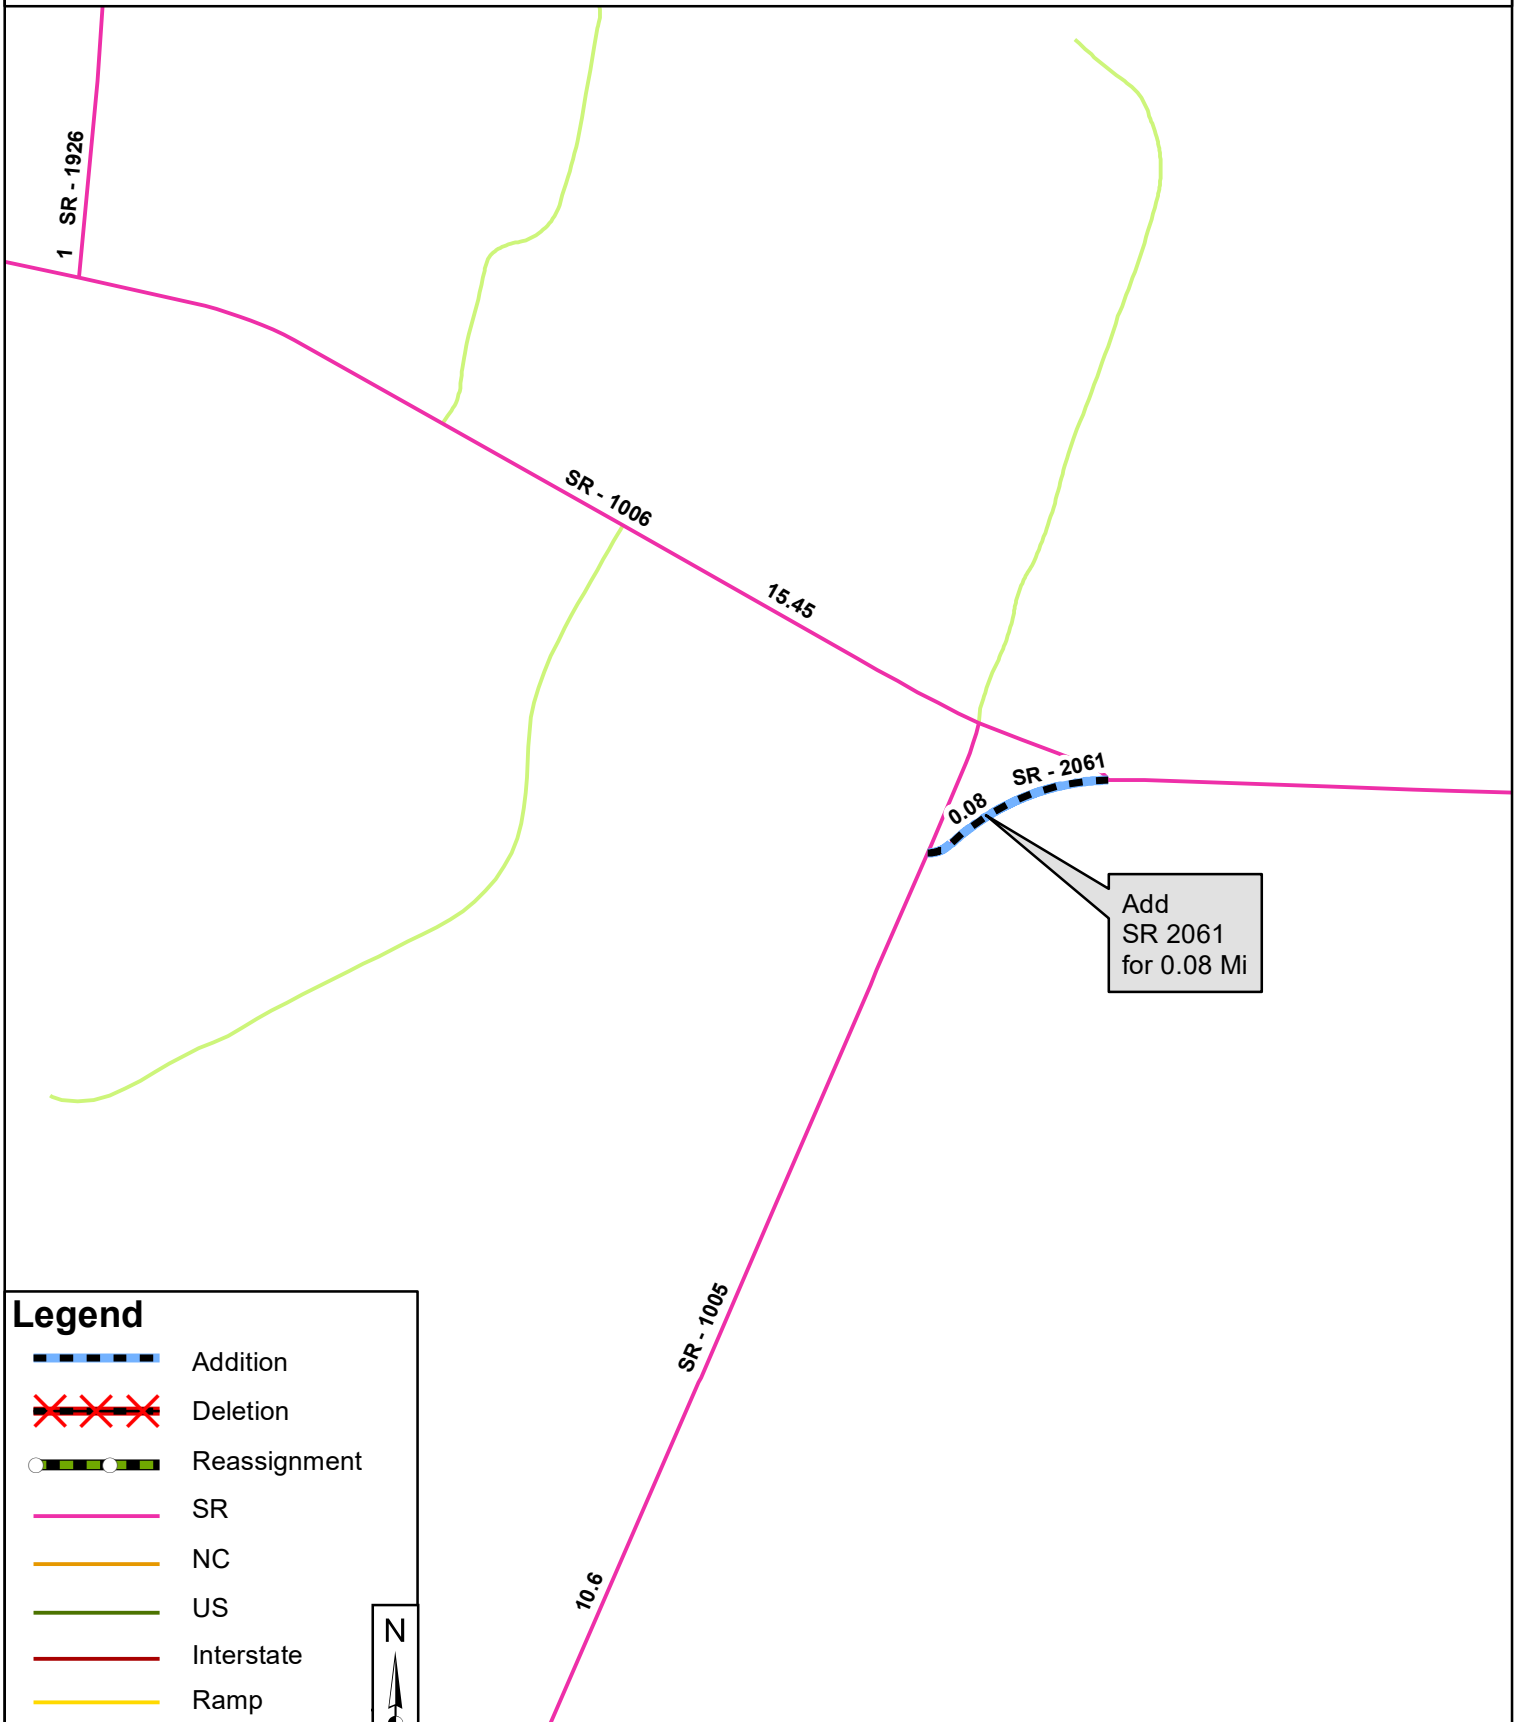 SR - 1926
1
SR - 1006
15.45
SR - 2061
0.08
Add
SR 2061
for 0.08 Mi
SR - 1005
10.6
Legend
Addition
Deletion
Reassignment
SR
NC
US
Interstate
Ramp
N